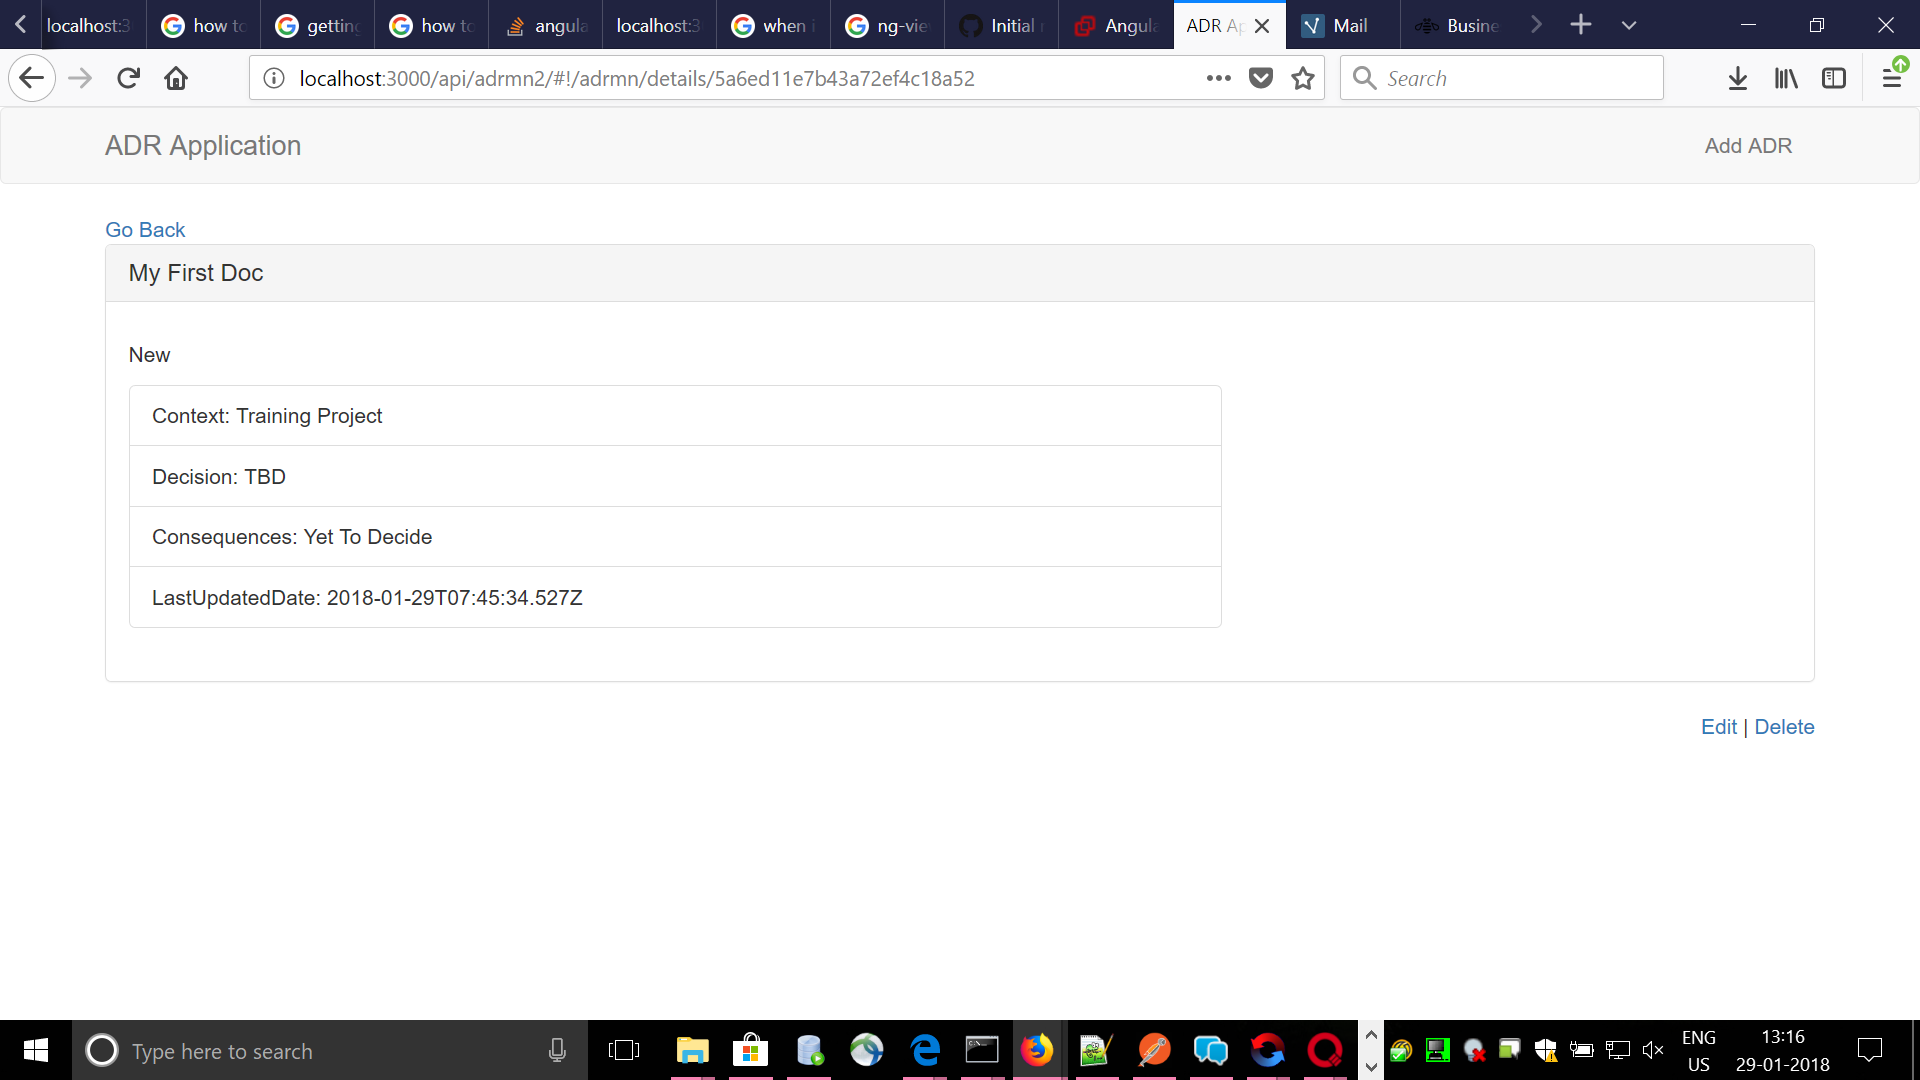 localhost:3
how to
getting
how to
angula
localhost:3
when i
ng-vie
Initial
Angula
ADR Ap
Mail
Busine
localhost:3000/api/adrmn2/#!/adrmn/details/5a6ed11e7b43a72ef4c18a52
Search
ADR Application
Add ADR
Go Back
My First Doc
New
Context: Training Project
Decision: TBD
Consequences: Yet To Decide
LastUpdatedDate: 2018-01-29T07:45:34.527Z
Edit | Delete
Type here to search
ENG
US
13:16
29-01-2018